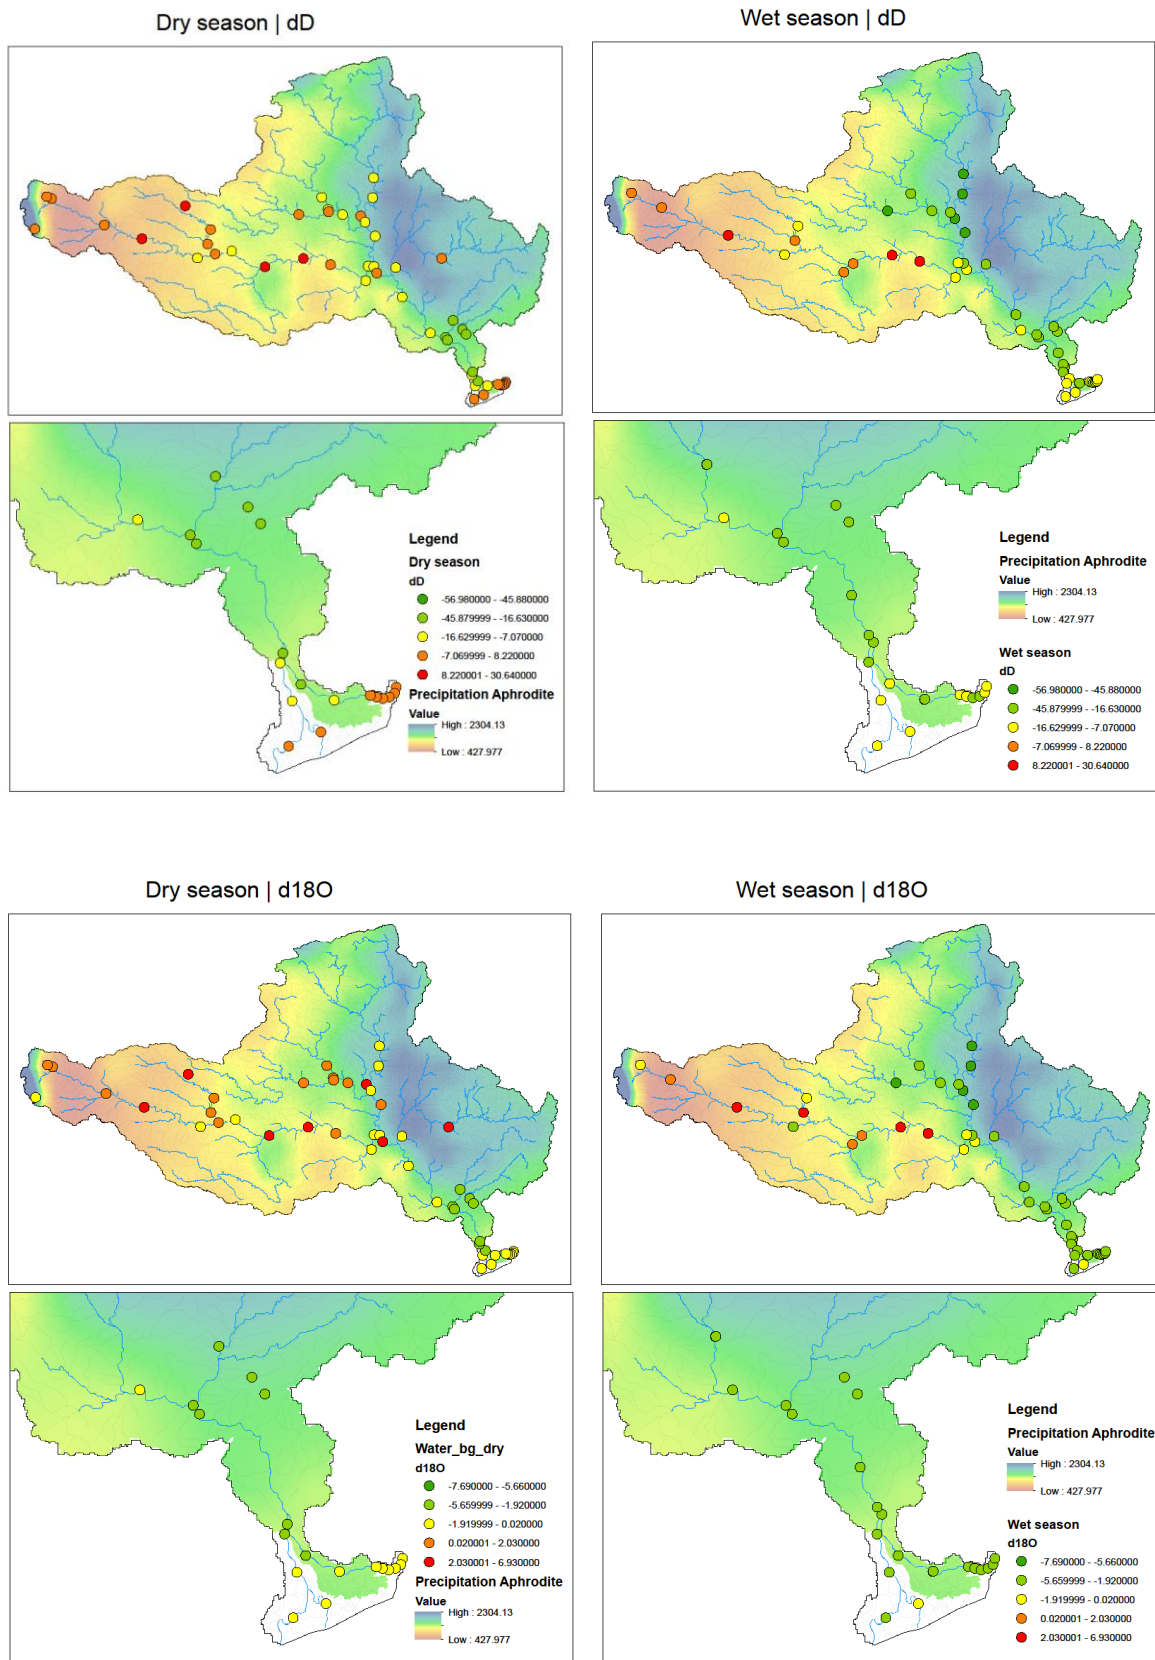 Dry season | dD
Wet season | dD
Legend
Dry season
dD
-56.980000 - -45.880000
-45.879999 - -16.630000
-16.629999 - -7.070000
-7.069999 - 8.220000
8.220001 - 30.640000
Precipitation Aphrodite
Value
High : 2304.13
Low : 427.977
Legend
Precipitation Aphrodite
Value
High : 2304.13
Low : 427.977
Wet season
dD
-56.980000 - -45.880000
-45.879999 - -16.630000
-16.629999 - -7.070000
-7.069999 - 8.220000
8.220001 - 30.640000
Dry season | d18O
Wet season | d18O
Legend
Water_bg_dry
d18O
-7.690000 - -5.660000
-5.659999 - -1.920000
-1.919999 - 0.020000
0.020001 - 2.030000
2.030001 - 6.930000
Precipitation Aphrodite
Value
High : 2304.13
Low : 427.977
Legend
Precipitation Aphrodite
Value
High : 2304.13
Low : 427.977
Wet season
d18O
-7.690000 - -5.660000
-5.659999 - -1.920000
-1.919999 - 0.020000
0.020001 - 2.030000
2.030001 - 6.930000